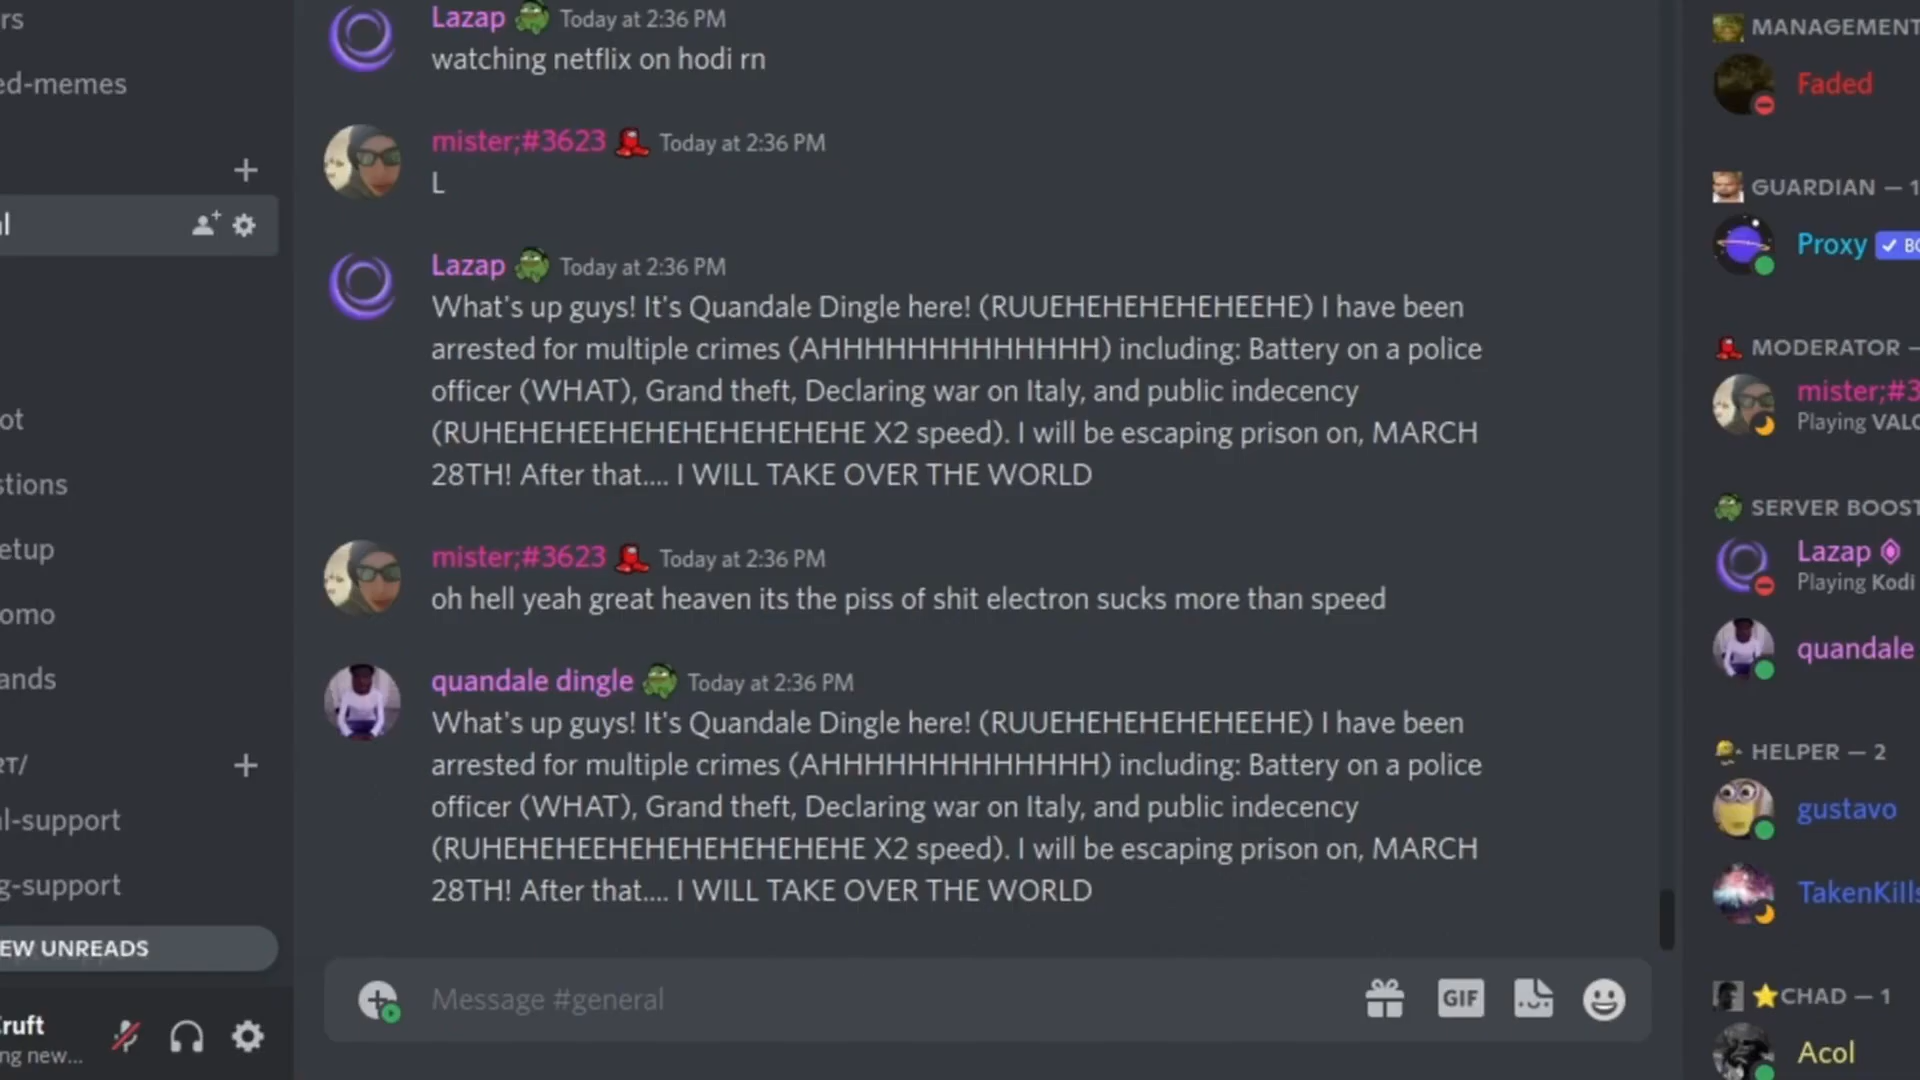 rs
ed-memes
al
ot
stions
etup
omo
ands
RT/
al-support
g-support
EW UNREADS
Cruft
ng new...
Lazap Today at 2:36 PM
watching netflix on hodi rn
mister;#3623 Today at 2:36 PM
L
Lazap Today at 2:36 PM
What's up guys! It's Quandale Dingle here! (RUUEHEHEHEHEHEEHE) I have been
arrested for multiple crimes (AHHHHHHHHHHHHHH) including: Battery on a police
officer (WHAT), Grand theft, Declaring war on Italy, and public indecency
(RUHEHEHEEHEHEHEHEHEHEHE X2 speed). I will be escaping prison on, MARCH
28TH! After that.... I WILL TAKE OVER THE WORLD
mister;#3623 Today at 2:36 PM
oh hell yeah great heaven its the piss of shit electron sucks more than speed
quandale dingle Today at 2:36 PM
What's up guys! It's Quandale Dingle here! (RUUEHEHEHEHEHEEHE) I have been
arrested for multiple crimes (AHHHHHHHHHHHHHH) including: Battery on a police
officer (WHAT), Grand theft, Declaring war on Italy, and public indecency
(RUHEHEHEEHEHEHEHEHEHEHE X2 speed). I will be escaping prison on, MARCH
28TH! After that.... I WILL TAKE OVER THE WORLD
Message #general
GIF
MANAGEMENT
Faded
GUARDIAN — 1
Proxy BO
MODERATOR —
mister;#3
Playing VALO
SERVER BOOST
Lazap
Playing Kodi
quandale
HELPER — 2
gustavo
TakenKills
CHAD — 1
Acol